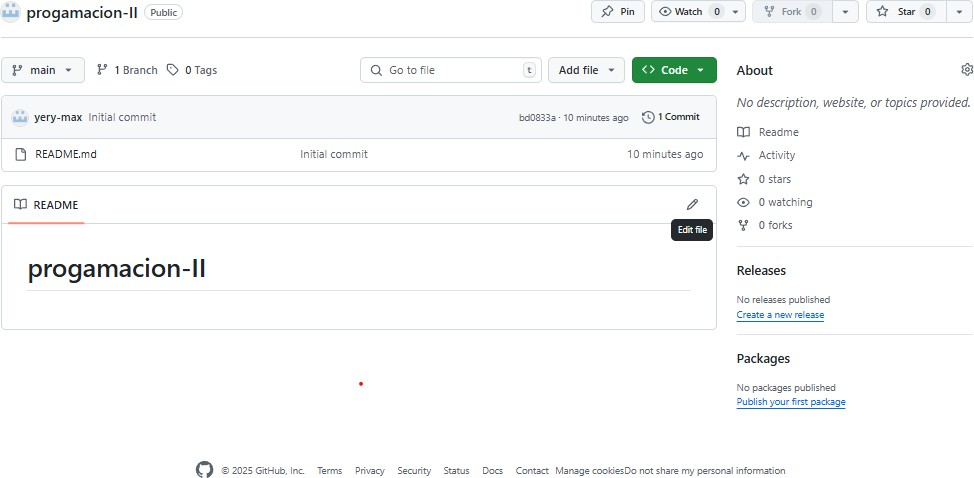 progamacion-II Public Pin Watch 0 Fork 0 Star 0
main 1 Branch 0 Tags Go to file t Add file Code
yery-max Initial commit bd0833a · 10 minutes ago 1 Commit
README.md Initial commit 10 minutes ago
README
Edit file
progamacion-II
About
No description, website, or topics provided.
Readme
Activity
0 stars
0 watching
0 forks
Releases
No releases published
Create a new release
Packages
No packages published
Publish your first package
© 2025 GitHub, Inc. Terms Privacy Security Status Docs Contact Manage cookies Do not share my personal information